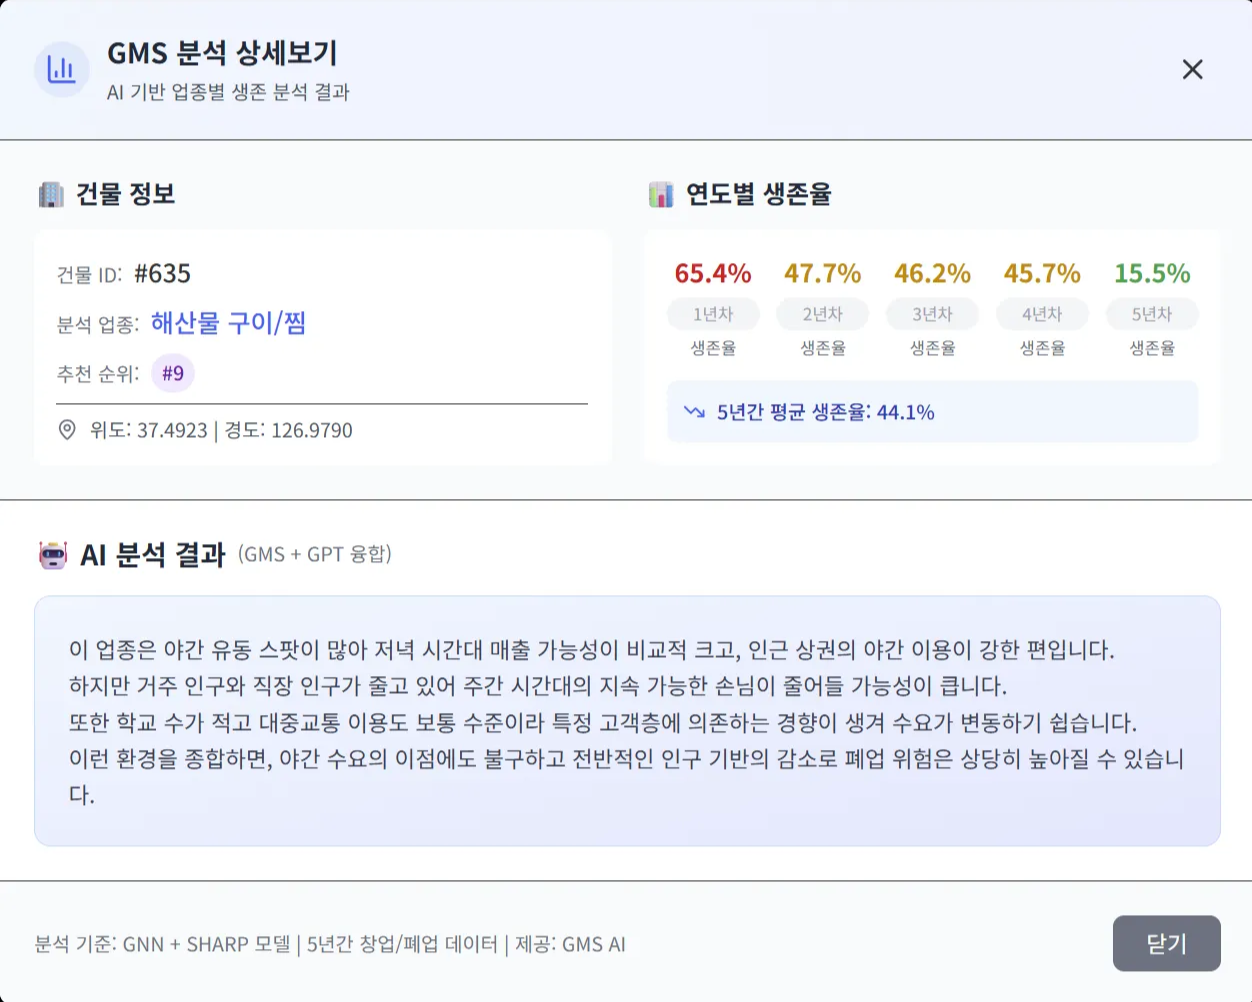 GMS 분석 상세보기
AI 기반 업종별 생존 분석 결과
건물 정보
건물 ID: #635
분석 업종: 해산물 구이/찜
추천 순위: #9
위도: 37.4923 | 경도: 126.9790
연도별 생존율
65.4% 47.7% 46.2% 45.7% 15.5%
1년차 2년차 3년차 4년차 5년차
생존율 생존율 생존율 생존율 생존율
5년간 평균 생존율: 44.1%
AI 분석 결과 (GMS + GPT 융합)
이 업종은 야간 유동 스팟이 많아 저녁 시간대 매출 가능성이 비교적 크고, 인근 상권의 야간 이용이 강한 편입니다.
하지만 거주 인구와 직장 인구가 줄고 있어 주간 시간대의 지속 가능한 손님이 줄어들 가능성이 큽니다.
또한 학교 수가 적고 대중교통 이용도 보통 수준이라 특정 고객층에 의존하는 경향이 생겨 수요가 변동하기 쉽습니다.
이런 환경을 종합하면, 야간 수요의 이점에도 불구하고 전반적인 인구 기반의 감소로 폐업 위험은 상당히 높아질 수 있습니
다.
분석 기준: GNN + SHARP 모델 | 5년간 창업/폐업 데이터 | 제공: GMS AI
닫기